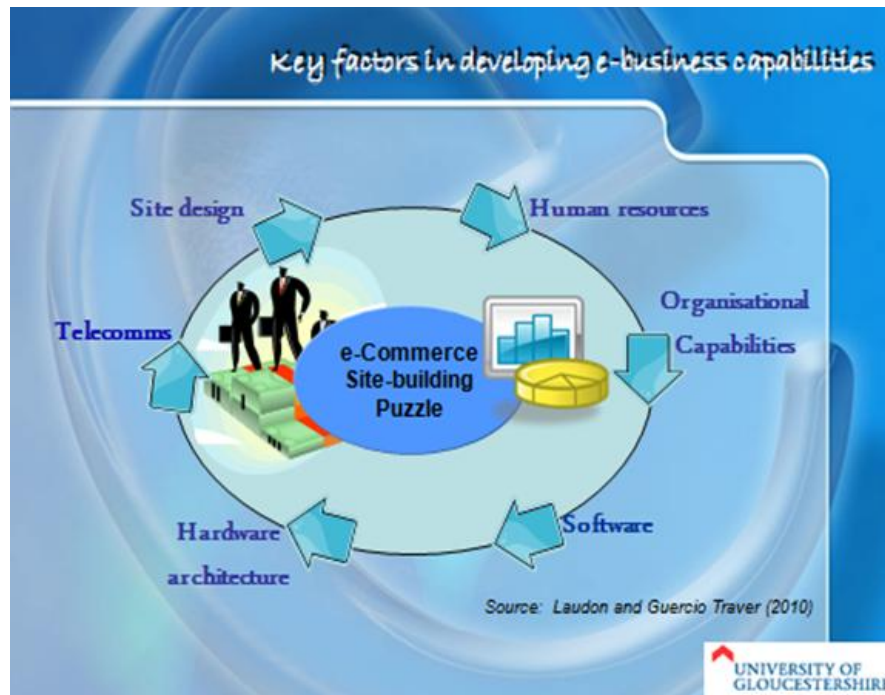 Key factors in developing e-business capabilities
Site design
Human resources
Telecomms
Organisational
Capabilities
e-Commerce
Site-building
Puzzle
Hardware
architecture
Software
Source: Laudon and Guercio Traver (2010)
UNIVERSITY OF
GLOUCESTERSHIRE